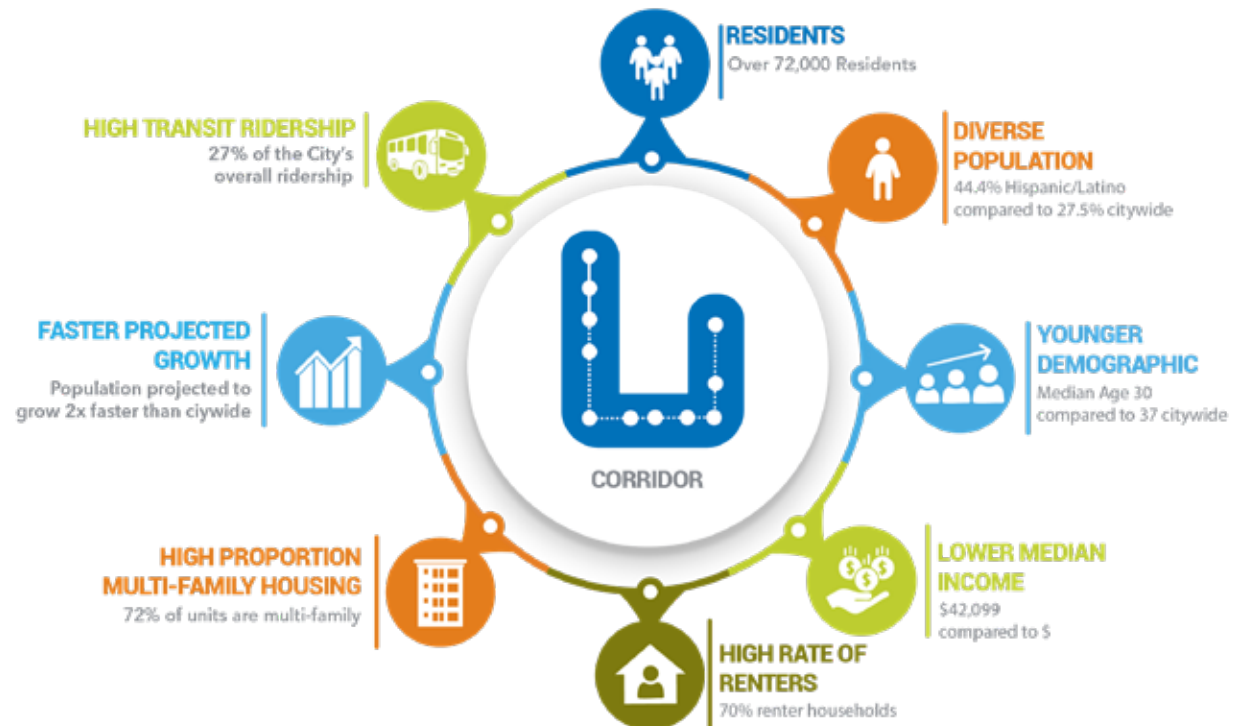 RESIDENTS
Over 72,000 Residents
DIVERSE
POPULATION
44.4% Hispanic/Latino
compared to 27.5% citywide
YOUNGER
DEMOGRAPHIC
Median Age 30
compared to 37 citywide
LOWER MEDIAN
INCOME
$42,099
compared to $
HIGH RATE OF
RENTERS
70% renter households
HIGH PROPORTION
MULTI-FAMILY HOUSING
72% of units are multi-family
FASTER PROJECTED
GROWTH
Population projected to
grow 2x faster than ciywide
HIGH TRANSIT RIDERSHIP
27% of the City's
overall ridership
CORRIDOR
$ $
$